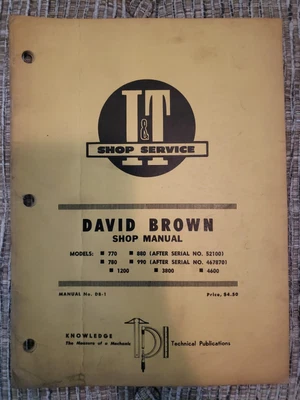 I&T
SHOP SERVICE
DAVID BROWN
SHOP MANUAL
MODELS: ■ 770 ■ 880 (AFTER SERIAL NO. 52100)
■ 780 ■ 990 (AFTER SERIAL NO. 467870)
■ 1200 ■ 3800 ■ 4600
MANUAL No. DB-1 Price, $4.50
KNOWLEDGE
The Measure of a Mechanic
Technical Publications